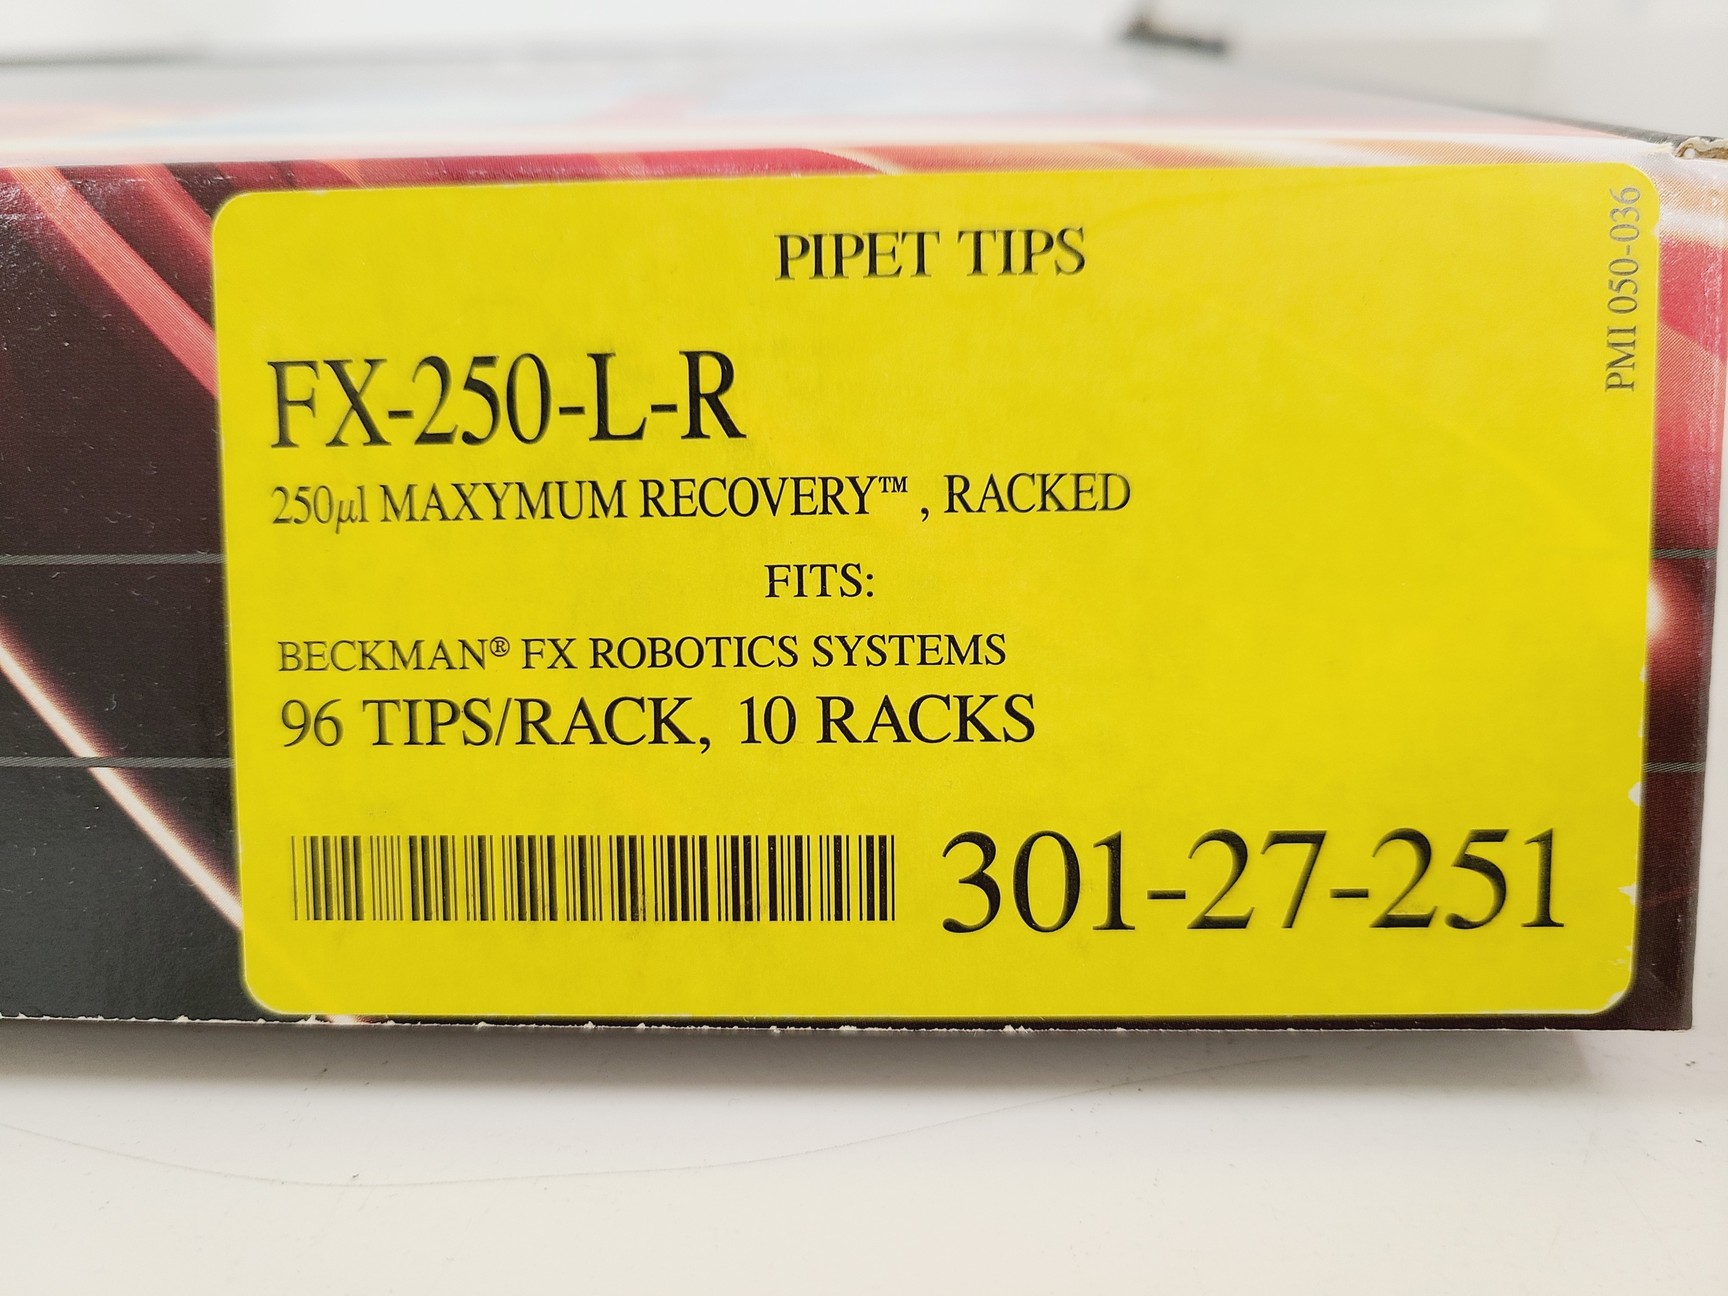 PIPET TIPS
PMI 050-036
FX-250-L-R
250µl MAXYMUM RECOVERY™ , RACKED
FITS:
BECKMAN® FX ROBOTICS SYSTEMS
96 TIPS/RACK, 10 RACKS
301-27-251